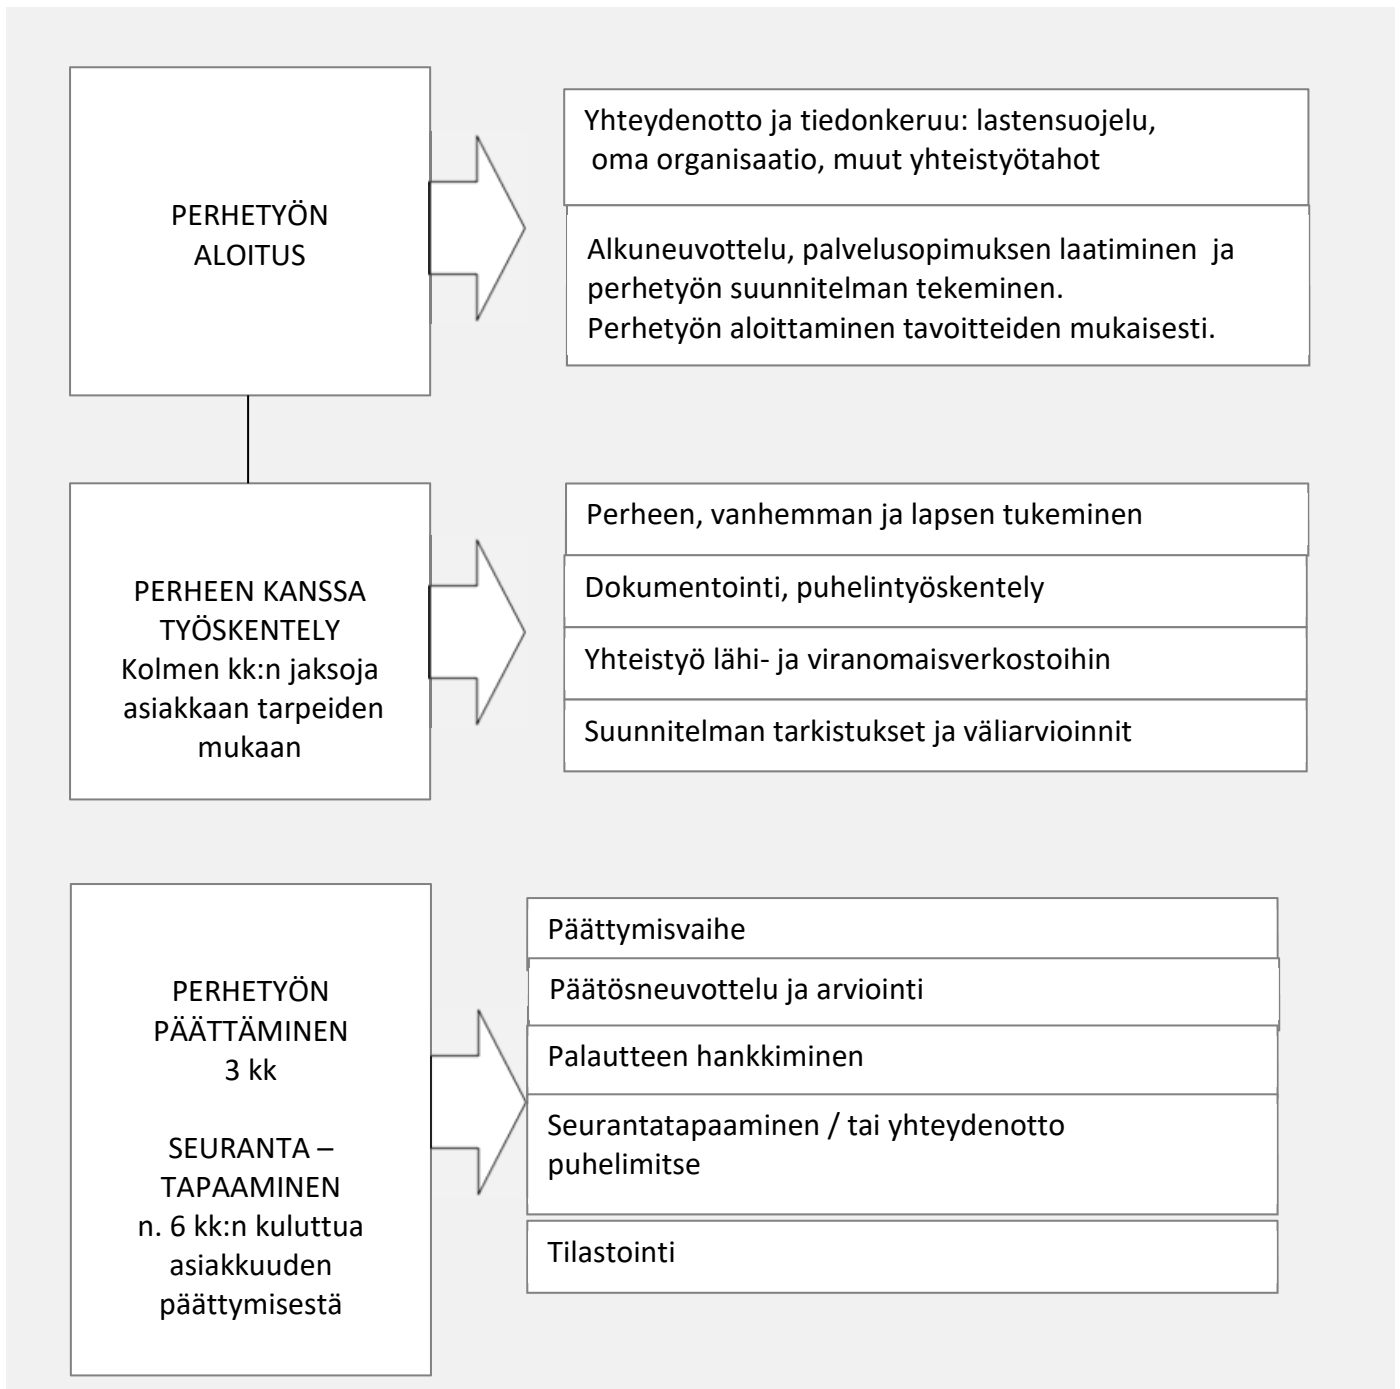 PERHETYÖN
ALOITUS
Yhteydenotto ja tiedonkeruu: lastensuojelu,
oma organisaatio, muut yhteistyötahot
Alkuneuvottelu, palvelusopimuksen laatiminen ja
perhetyön suunnitelman tekeminen.
Perhetyön aloittaminen tavoitteiden mukaisesti.
PERHEEN KANSSA
TYÖSKENTELY
Kolmen kk:n jaksoja
asiakkaan tarpeiden
mukaan
Perheen, vanhemman ja lapsen tukeminen
Dokumentointi, puhelintyöskentely
Yhteistyö lähi- ja viranomaisverkostoihin
Suunnitelman tarkistukset ja väliarvioinnit
PERHETYÖN
PÄÄTTÄMINEN
3 kk
SEURANTA –
TAPAAMINEN
n. 6 kk:n kuluttua
asiakkuuden
päättymisestä
Päättymisvaihe
Päätösneuvottelu ja arviointi
Palautteen hankkiminen
Seurantatapaaminen / tai yhteydenotto
puhelimitse
Tilastointi